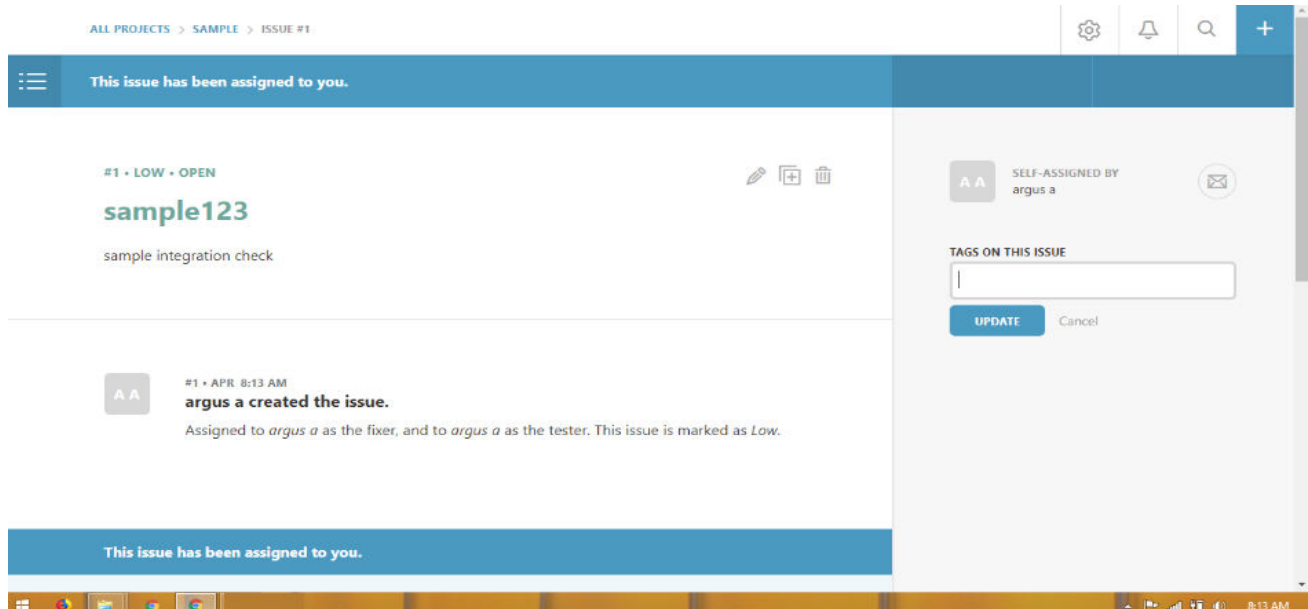 ALL PROJECTS > SAMPLE > ISSUE #1
This issue has been assigned to you.
#1 • LOW • OPEN
sample123
sample integration check
A A
#1 • APR 8:13 AM
argus a created the issue.
Assigned to argus a as the fixer, and to argus a as the tester. This issue is marked as Low.
This issue has been assigned to you.
A A
SELF-ASSIGNED BY
argus a
TAGS ON THIS ISSUE
UPDATE Cancel
8:13 AM